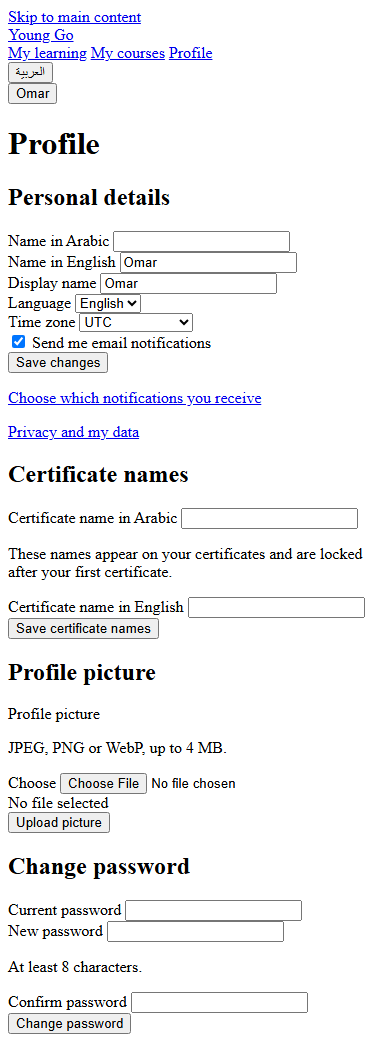 Skip to main content
Young Go
My learning My courses Profile
العربية
Omar
Profile
Personal details
Name in Arabic
Name in English Omar
Display name Omar
Language English
Time zone UTC
Send me email notifications
Save changes
Choose which notifications you receive
Privacy and my data
Certificate names
Certificate name in Arabic
These names appear on your certificates and are locked
after your first certificate.
Certificate name in English
Save certificate names
Profile picture
Profile picture
JPEG, PNG or WebP, up to 4 MB.
Choose Choose File No file chosen
No file selected
Upload picture
Change password
Current password
New password
At least 8 characters.
Confirm password
Change password